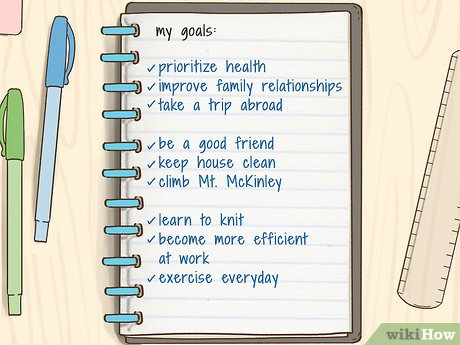 my goals:
✓prioritize health
✓improve family relationships
✓take a trip abroad
✓be a good friend
✓keep house clean
✓climb Mt. McKinley
✓learn to knit
✓become more efficient
at work
✓exercise everyday
wikiHow